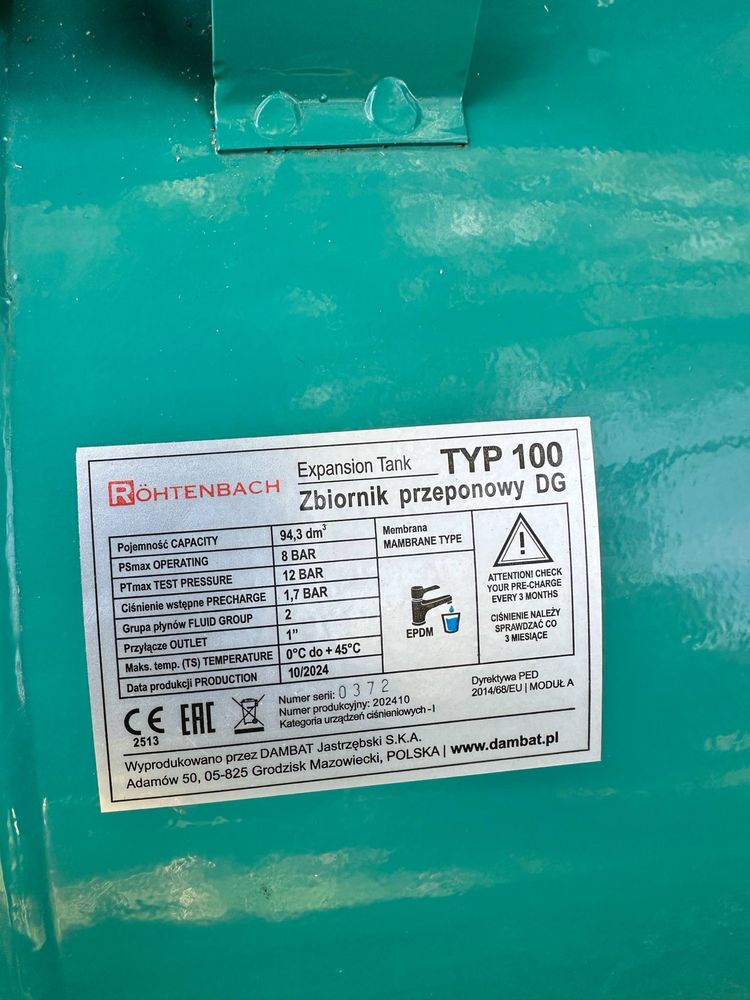 RÖHTENBACH
Expansion Tank TYP 100
Zbiornik przeponowy DG
Pojemność CAPACITY 94,3 dm³
PSmax OPERATING 8 BAR
PTmax TEST PRESSURE 12 BAR
Ciśnienie wstępne PRECHARGE 1,7 BAR
Grupa płynów FLUID GROUP 2
Przyłącze OUTLET 1”
Maks. temp. (TS) TEMPERATURE 0°C do + 45°C
Data produkcji PRODUCTION 10/2024
Membrana
MAMBRANE TYPE
EPDM
ATTENTION! CHECK
YOUR PRE-CHARGE
EVERY 3 MONTHS
CIŚNIENIE NALEŻY
SPRAWDZAĆ CO
3 MIESIĄCE
CE EAC
2513
Numer serii: 0372
Numer produkcyjny: 202410
Kategoria urządzeń ciśnieniowych - I
Dyrektywa PED
2014/68/EU | MODUŁ A
Wyprodukowano przez DAMBAT Jastrzębski S.K.A.
Adamów 50, 05-825 Grodzisk Mazowiecki, POLSKA | www.dambat.pl